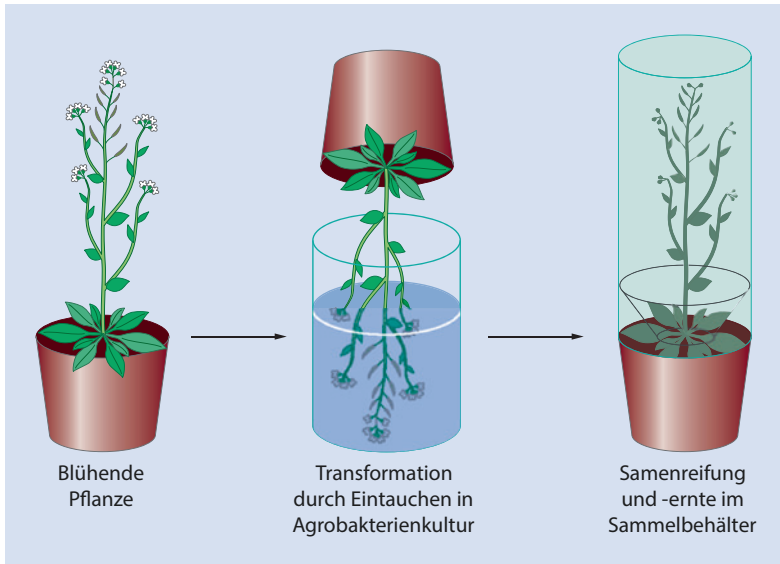 Blühende
Pflanze
Transformation
durch Eintauchen in
Agrobakterienkultur
Samenreifung
und -ernte im
Sammelbehälter